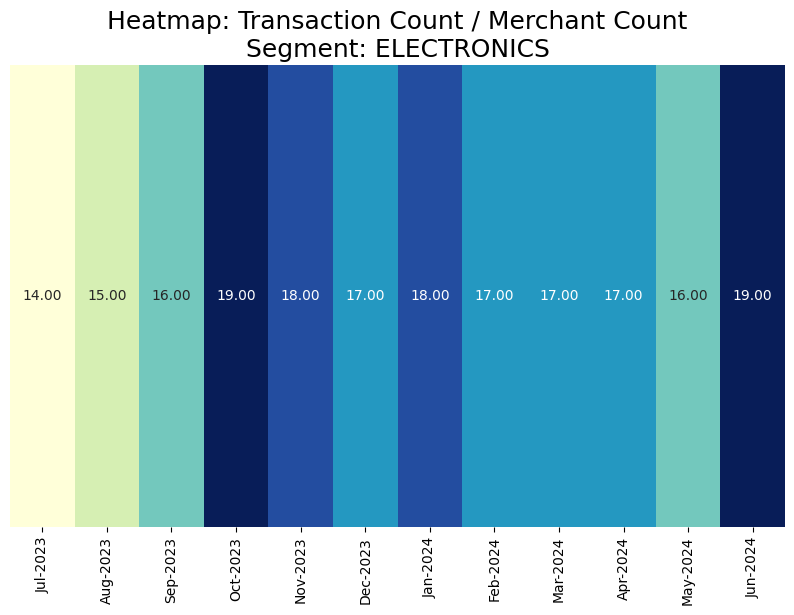 Heatmap: Transaction Count / Merchant Count
Segment: ELECTRONICS
14.00 15.00 16.00 19.00 18.00 17.00 18.00 17.00 17.00 17.00 16.00 19.00
Jul-2023 Aug-2023 Sep-2023 Oct-2023 Nov-2023 Dec-2023 Jan-2024 Feb-2024 Mar-2024 Apr-2024 May-2024 Jun-2024